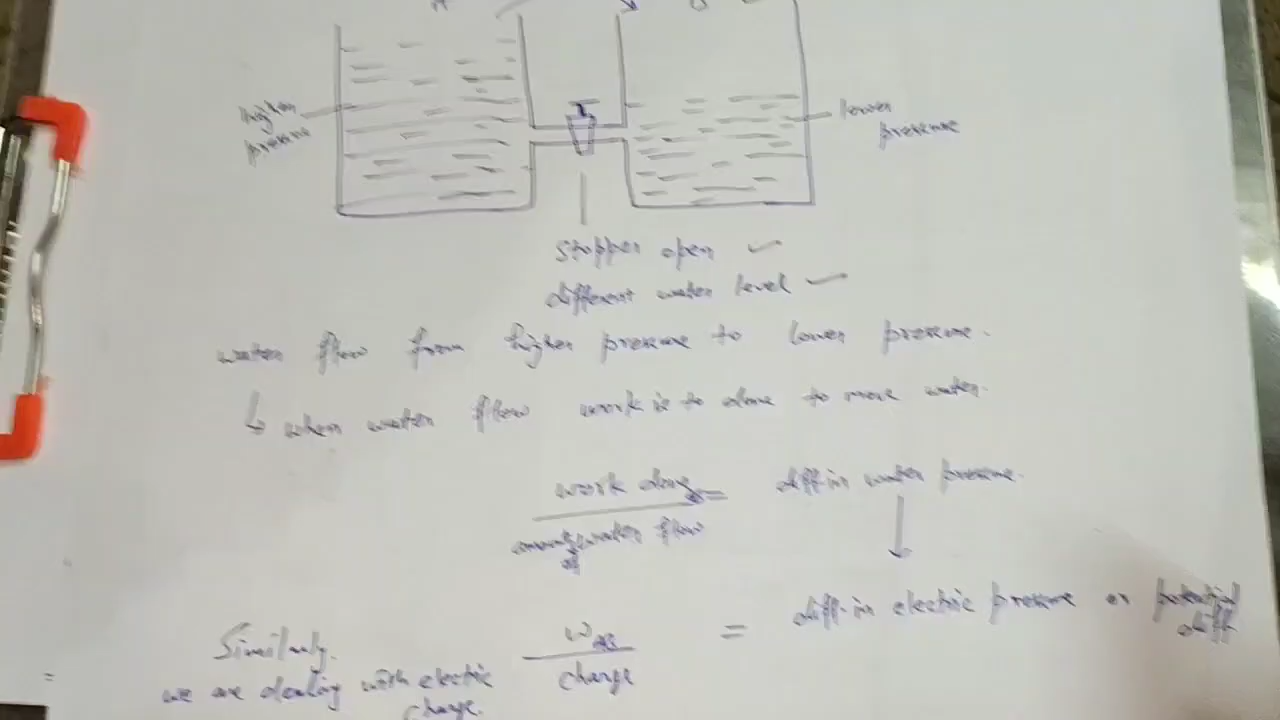 A B
higher
pressure
lower
pressure
Stopper open
different water level
water flow from higher pressure to lower pressure.
when water flow work is to done to move water.
work done = diff. in water pressure.
amount of water flow
diff. in electric pressure or potential
diff
Similarly.
W_AB =
charge
we are dealing with electric
charge.